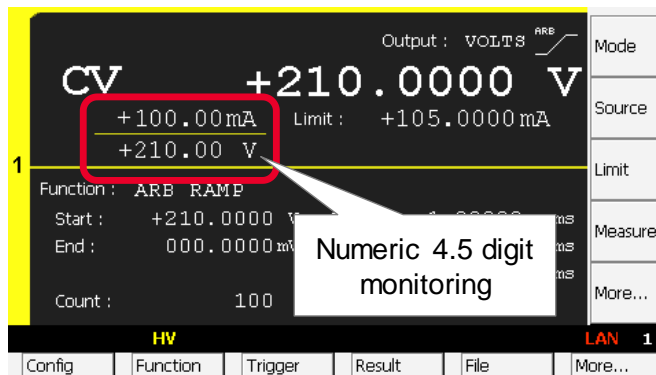 Output : VOLTS ARB
CV +210.0000 V
+100.00mA Limit : +105.0000mA
+210.00 V
1
Function : ARB RAMP
Start : +210.0000 ms
End : 000.0000mV ms
ms
Count : 100
Numeric 4.5 digit
monitoring
Mode
Source
Limit
Measure
More...
HV LAN 1
Config Function Trigger Result File More...